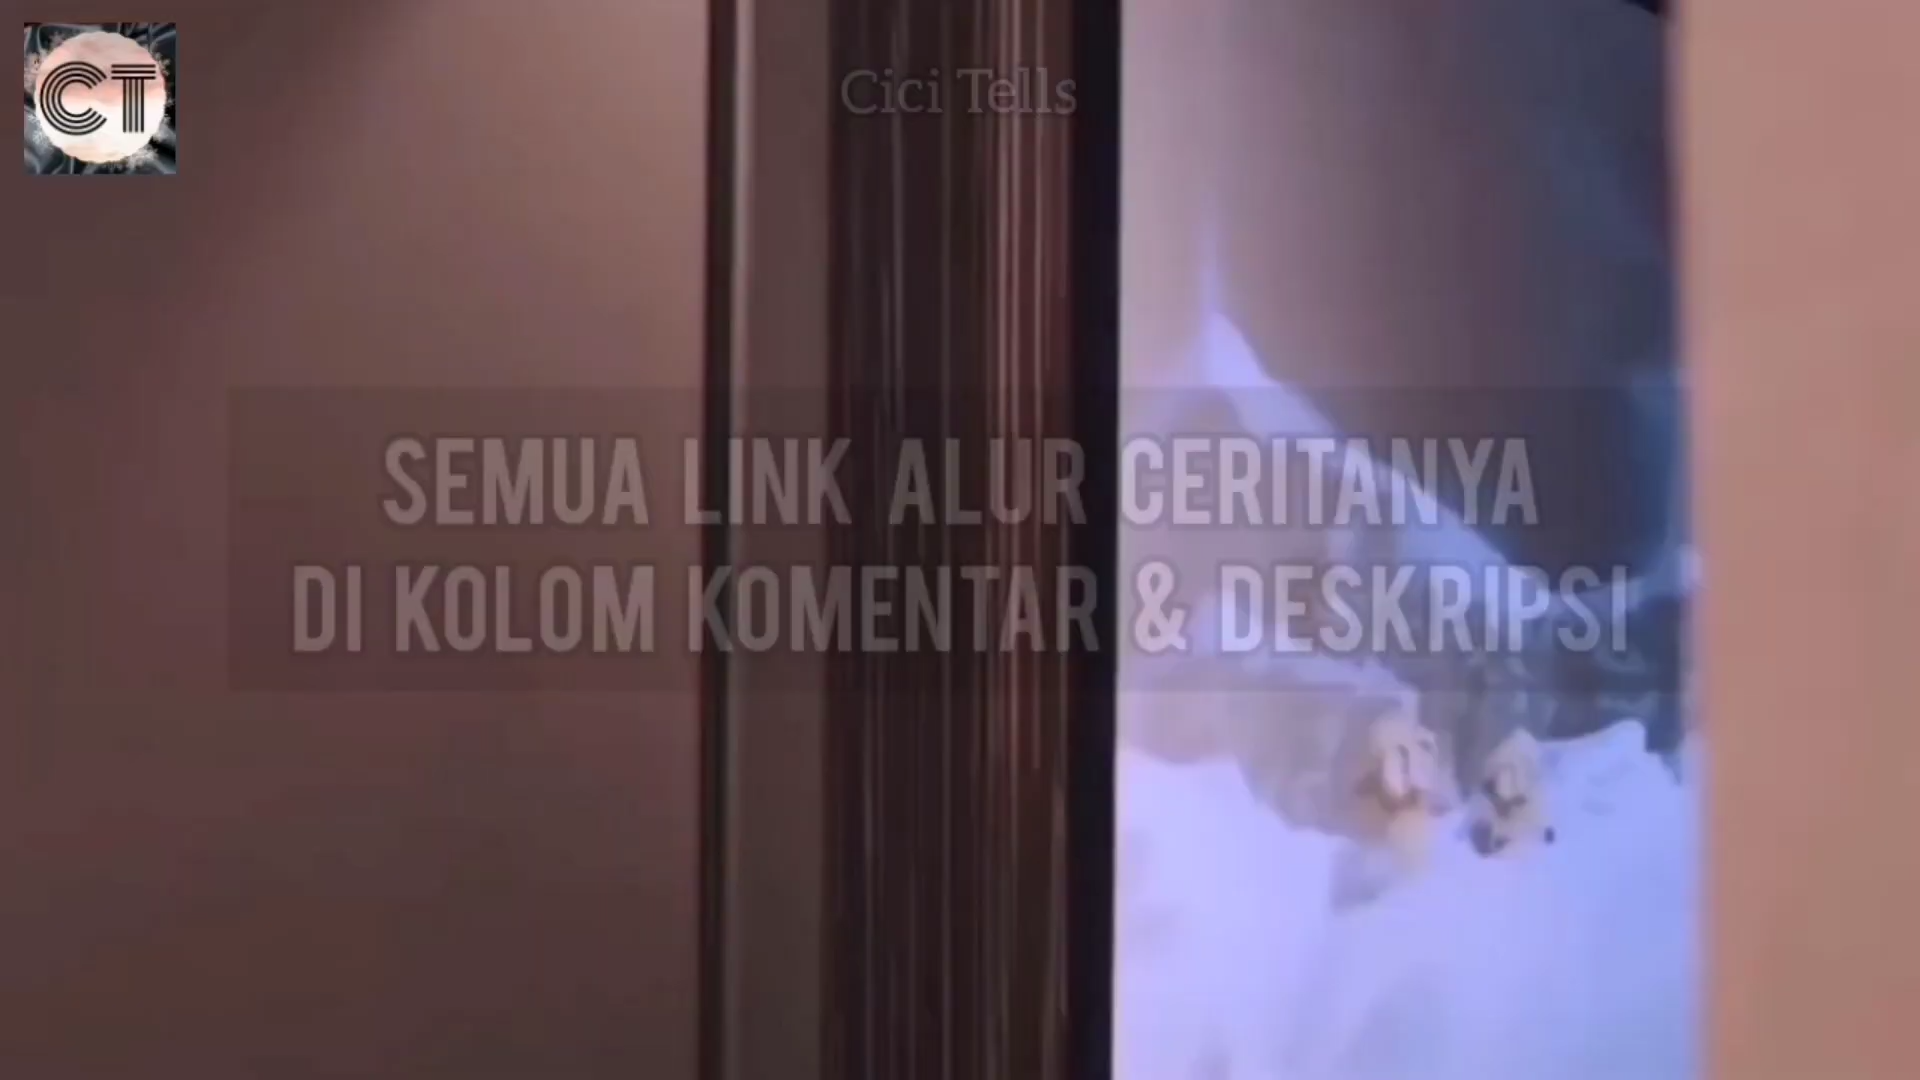 CT
Cici Tells
SEMUA LINK ALUR CERITANYA
DI KOLOM KOMENTAR & DESKRIPSI